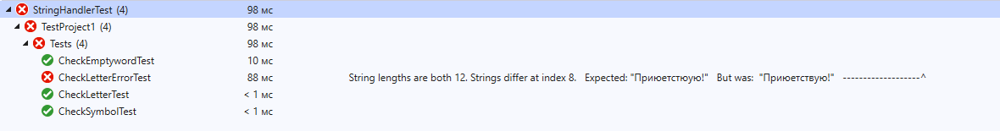 StringHandlerTest (4) 98 мс
TestProject1 (4) 98 мс
Tests (4) 98 мс
CheckEmptywordTest 10 мс
CheckLetterErrorTest 88 мс String lengths are both 12. Strings differ at index 8. Expected: "Приюетстюую!" But was: "Приюетствую!" -------------------^
CheckLetterTest < 1 мс
CheckSymbolTest < 1 мс